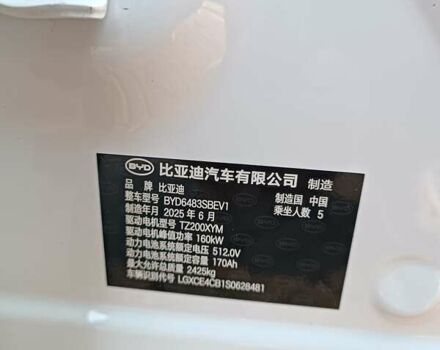 BYD 比亚迪汽车有限公司 制造
品 牌 比亚迪 制造国 中国
整车型号 BYD6483SBEV1 乘坐人数 5
制造年月 2025 年 6 月
驱动电机型号 TZ200XYM
驱动电机峰值功率 160kW
动力电池系统额定电压 512.0V
动力电池系统额定容量 170Ah
最大允许总质量 2425kg
车辆识别代号 LGXCE4CB1S0628481